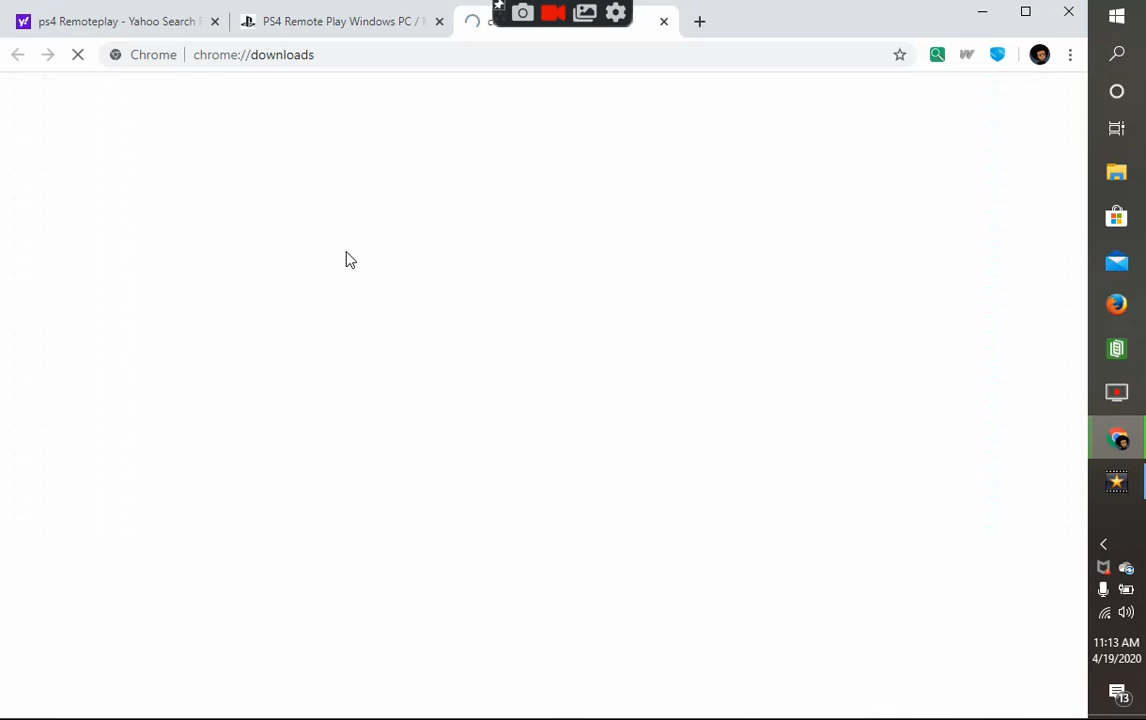 ps4 Remoteplay - Yahoo Search
PS4 Remote Play Windows PC /
Chrome
chrome://downloads
11:13 AM
4/19/2020
13